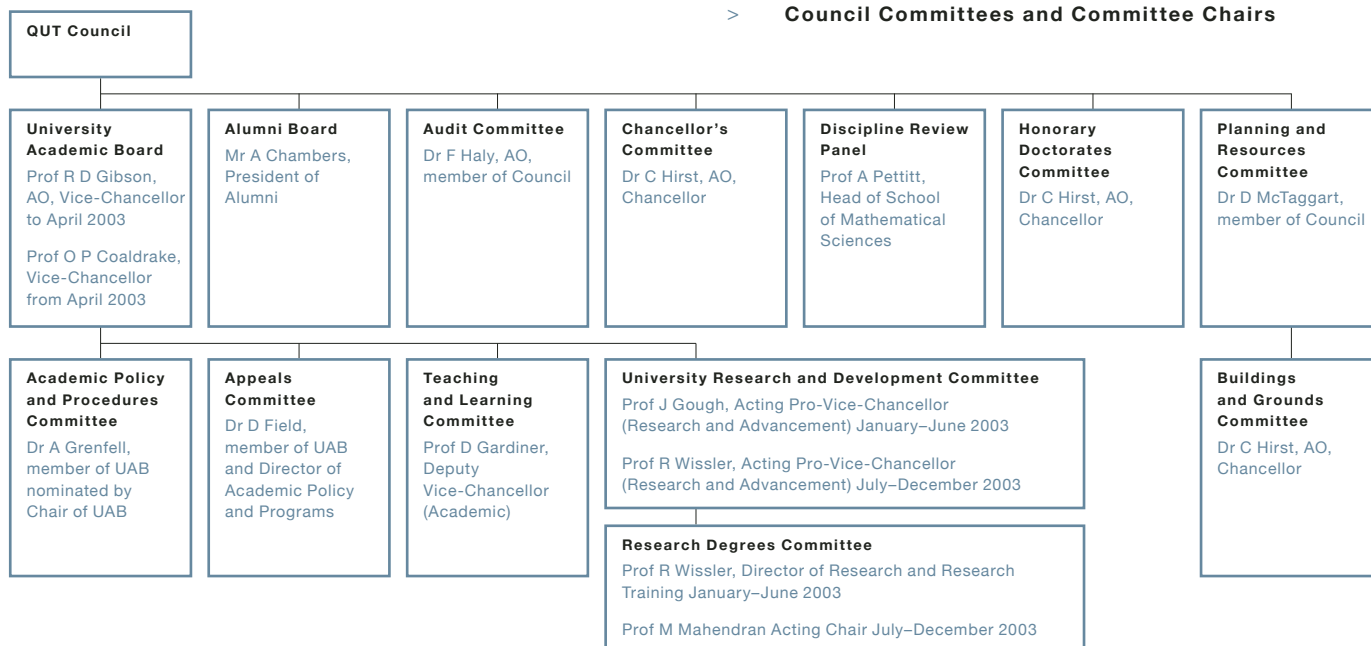 > Council Committees and Committee Chairs
QUT Council
University
Academic Board
Prof R D Gibson,
AO, Vice-Chancellor
to April 2003
Prof O P Coaldrake,
Vice-Chancellor
from April 2003
Alumni Board
Mr A Chambers,
President of
Alumni
Audit Committee
Dr F Haly, AO,
member of Council
Chancellor's
Committee
Dr C Hirst, AO,
Chancellor
Discipline Review
Panel
Prof A Pettitt,
Head of School
of Mathematical
Sciences
Honorary
Doctorates
Committee
Dr C Hirst, AO,
Chancellor
Planning and
Resources
Committee
Dr D McTaggart,
member of Council
Academic Policy
and Procedures
Committee
Dr A Grenfell,
member of UAB
nominated by
Chair of UAB
Appeals
Committee
Dr D Field,
member of UAB
and Director of
Academic Policy
and Programs
Teaching
and Learning
Committee
Prof D Gardiner,
Deputy
Vice-Chancellor
(Academic)
University Research and Development Committee
Prof J Gough, Acting Pro-Vice-Chancellor
(Research and Advancement) January–June 2003
Prof R Wissler, Acting Pro-Vice-Chancellor
(Research and Advancement) July–December 2003
Research Degrees Committee
Prof R Wissler, Director of Research and Research
Training January–June 2003
Prof M Mahendran Acting Chair July–December 2003
Buildings
and Grounds
Committee
Dr C Hirst, AO,
Chancellor